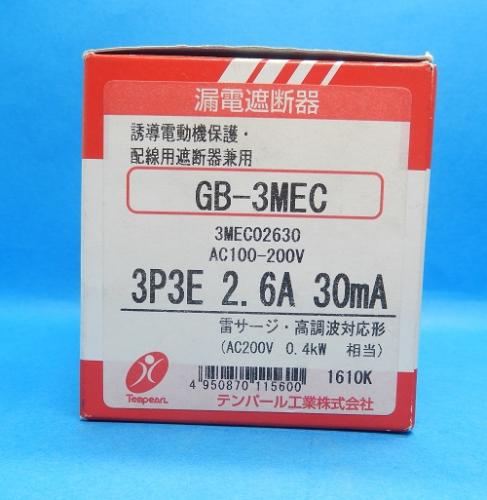 漏電遮断器
誘導電動機保護・
配線用遮断器兼用
GB-3MEC
3MEC02630
AC100-200V
3P3E 2.6A 30mA
雷サージ・高調波対応形
(AC200V 0.4kW 相当)
4 950870 115600
1610K
Tempearl
テンパール工業株式会社